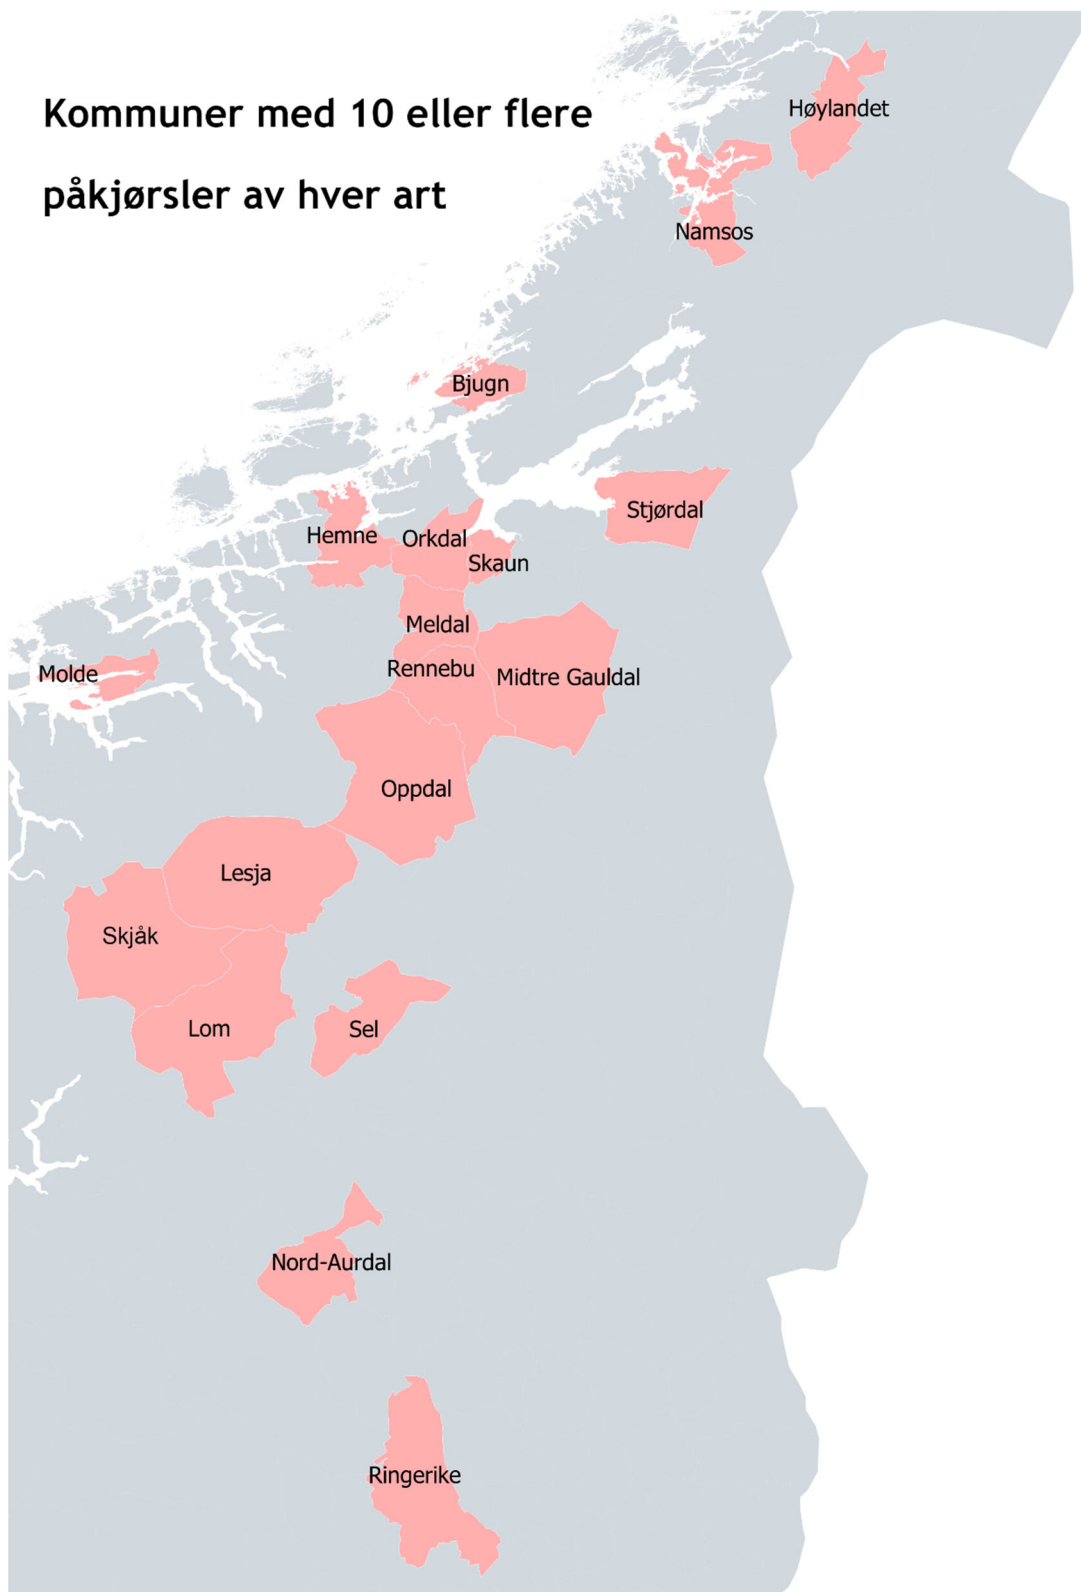 Kommuner med 10 eller flere
påkjørsler av hver art
Høylandet
Namsos
Bjugn
Stjørdal
Hemne
Orkdal
Skaun
Meldal
Molde
Rennebu
Midtre Gauldal
Oppdal
Lesja
Skjåk
Lom
Sel
Nord-Aurdal
Ringerike